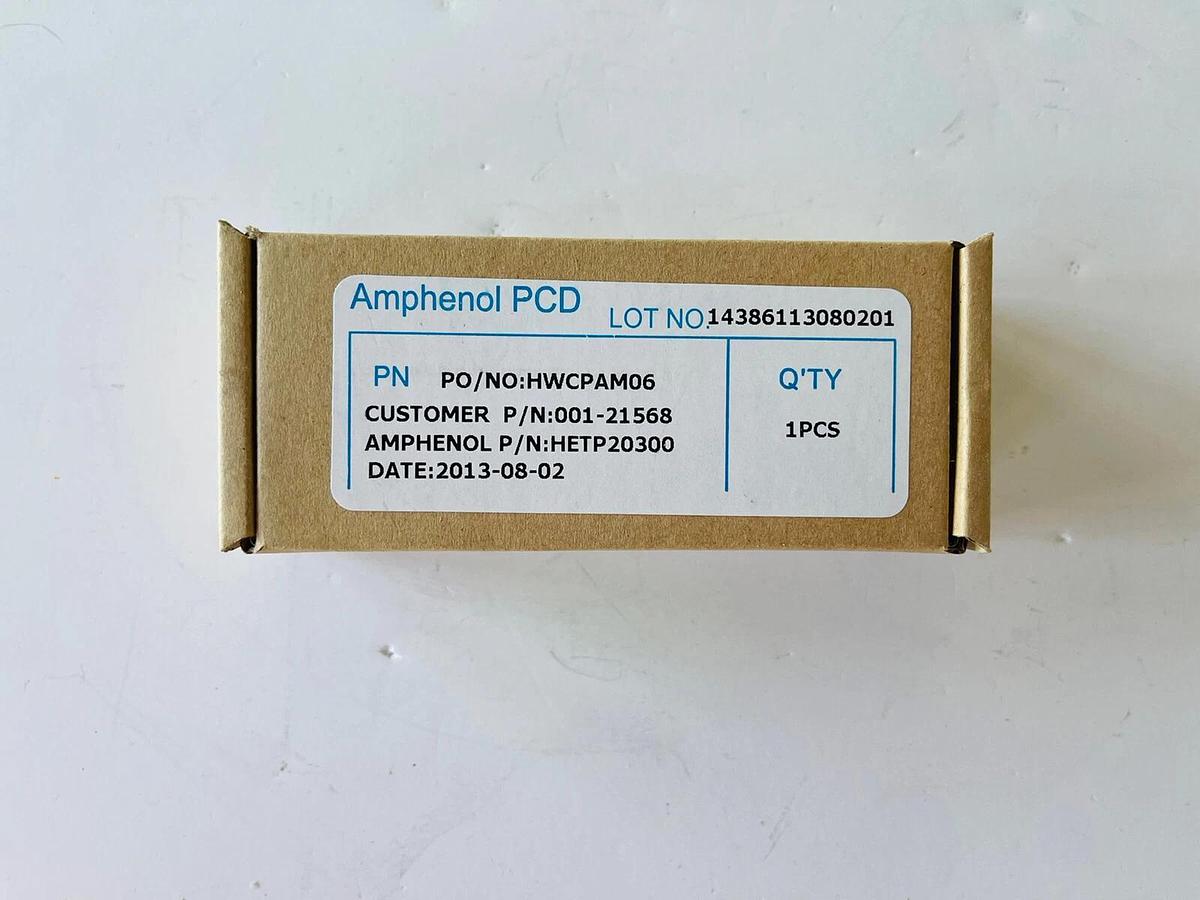 Amphenol PCD
LOT NO.14386113080201
PN PO/NO:HWCPAM06
CUSTOMER P/N:001-21568
AMPHENOL P/N:HETP20300
DATE:2013-08-02
Q'TY
1PCS